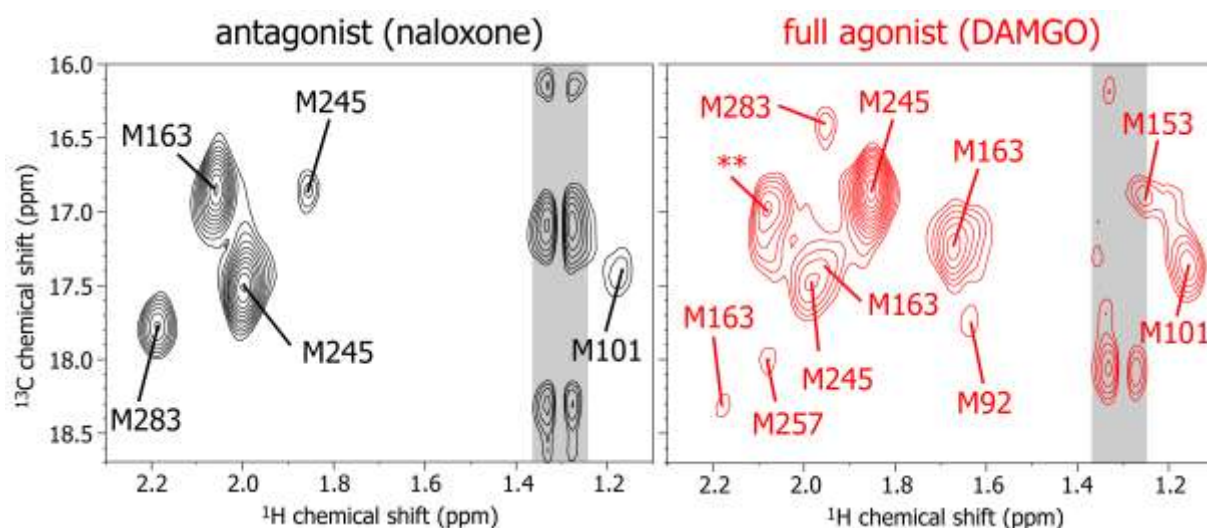 antagonist (naloxone)
full agonist (DAMGO)
16.0
16.5
17.0
17.5
18.0
18.5
13C chemical shift (ppm)
M163
M245
M245
M283
M101
2.2
2.0
1.8
1.6
1.4
1.2
1H chemical shift (ppm)
M283
M245
M153
**
M163
M163
M163
M101
M245
M92
M257
2.2
2.0
1.8
1.6
1.4
1.2
1H chemical shift (ppm)